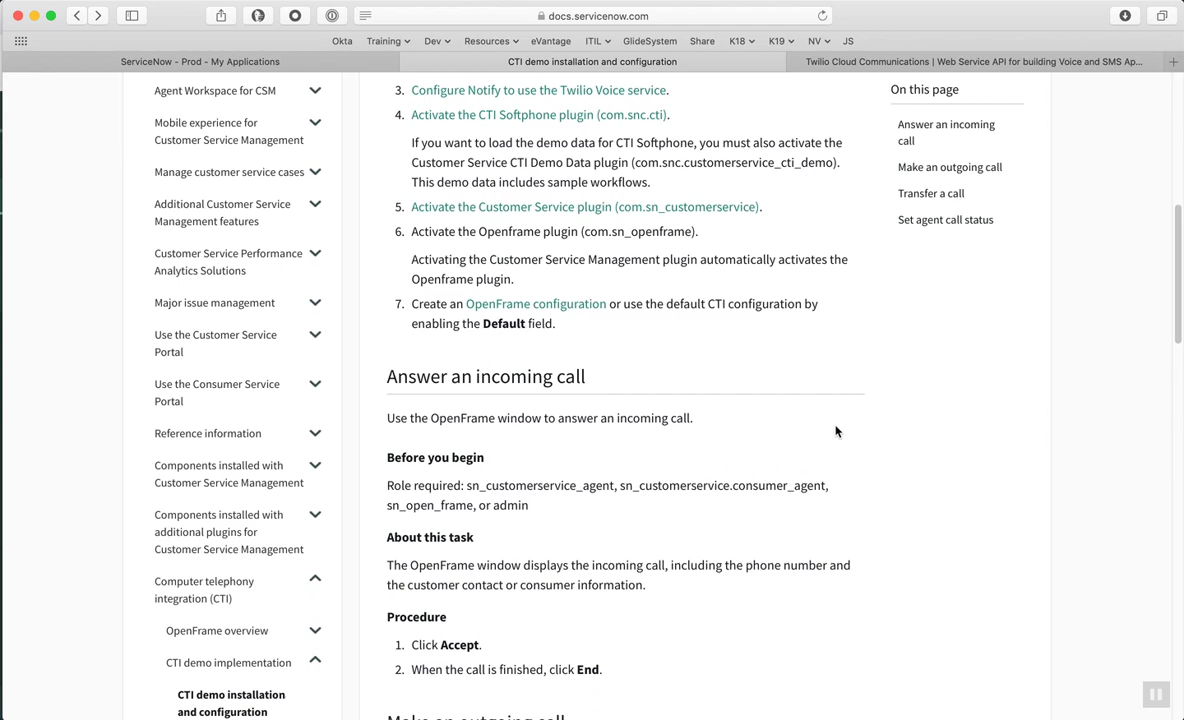 docs.servicenow.com
Okta Training Dev Resources eVantage ITIL GlideSystem Share K18 K19 NV JS
ServiceNow - Prod - My Applications
CTI demo installation and configuration
Twilio Cloud Communications | Web Service API for building Voice and SMS Ap...
Agent Workspace for CSM
Mobile experience for
Customer Service Management
Manage customer service cases
Additional Customer Service
Management features
Customer Service Performance
Analytics Solutions
Major issue management
Use the Customer Service
Portal
Use the Consumer Service
Portal
Reference information
Components installed with
Customer Service Management
Components installed with
additional plugins for
Customer Service Management
Computer telephony
integration (CTI)
OpenFrame overview
CTI demo implementation
CTI demo installation
and configuration
3. Configure Notify to use the Twilio Voice service.
4. Activate the CTI Softphone plugin (com.snc.cti).
If you want to load the demo data for CTI Softphone, you must also activate the
Customer Service CTI Demo Data plugin (com.snc.customerservice_cti_demo).
This demo data includes sample workflows.
5. Activate the Customer Service plugin (com.sn_customerservice).
6. Activate the Openframe plugin (com.sn_openframe).
Activating the Customer Service Management plugin automatically activates the
Openframe plugin.
7. Create an OpenFrame configuration or use the default CTI configuration by
enabling the Default field.
Answer an incoming call
Use the OpenFrame window to answer an incoming call.
Before you begin
Role required: sn_customerservice_agent, sn_customerservice.consumer_agent,
sn_open_frame, or admin
About this task
The OpenFrame window displays the incoming call, including the phone number and
the customer contact or consumer information.
Procedure
1. Click Accept.
2. When the call is finished, click End.
Make an outgoing call
On this page
Answer an incoming
call
Make an outgoing call
Transfer a call
Set agent call status